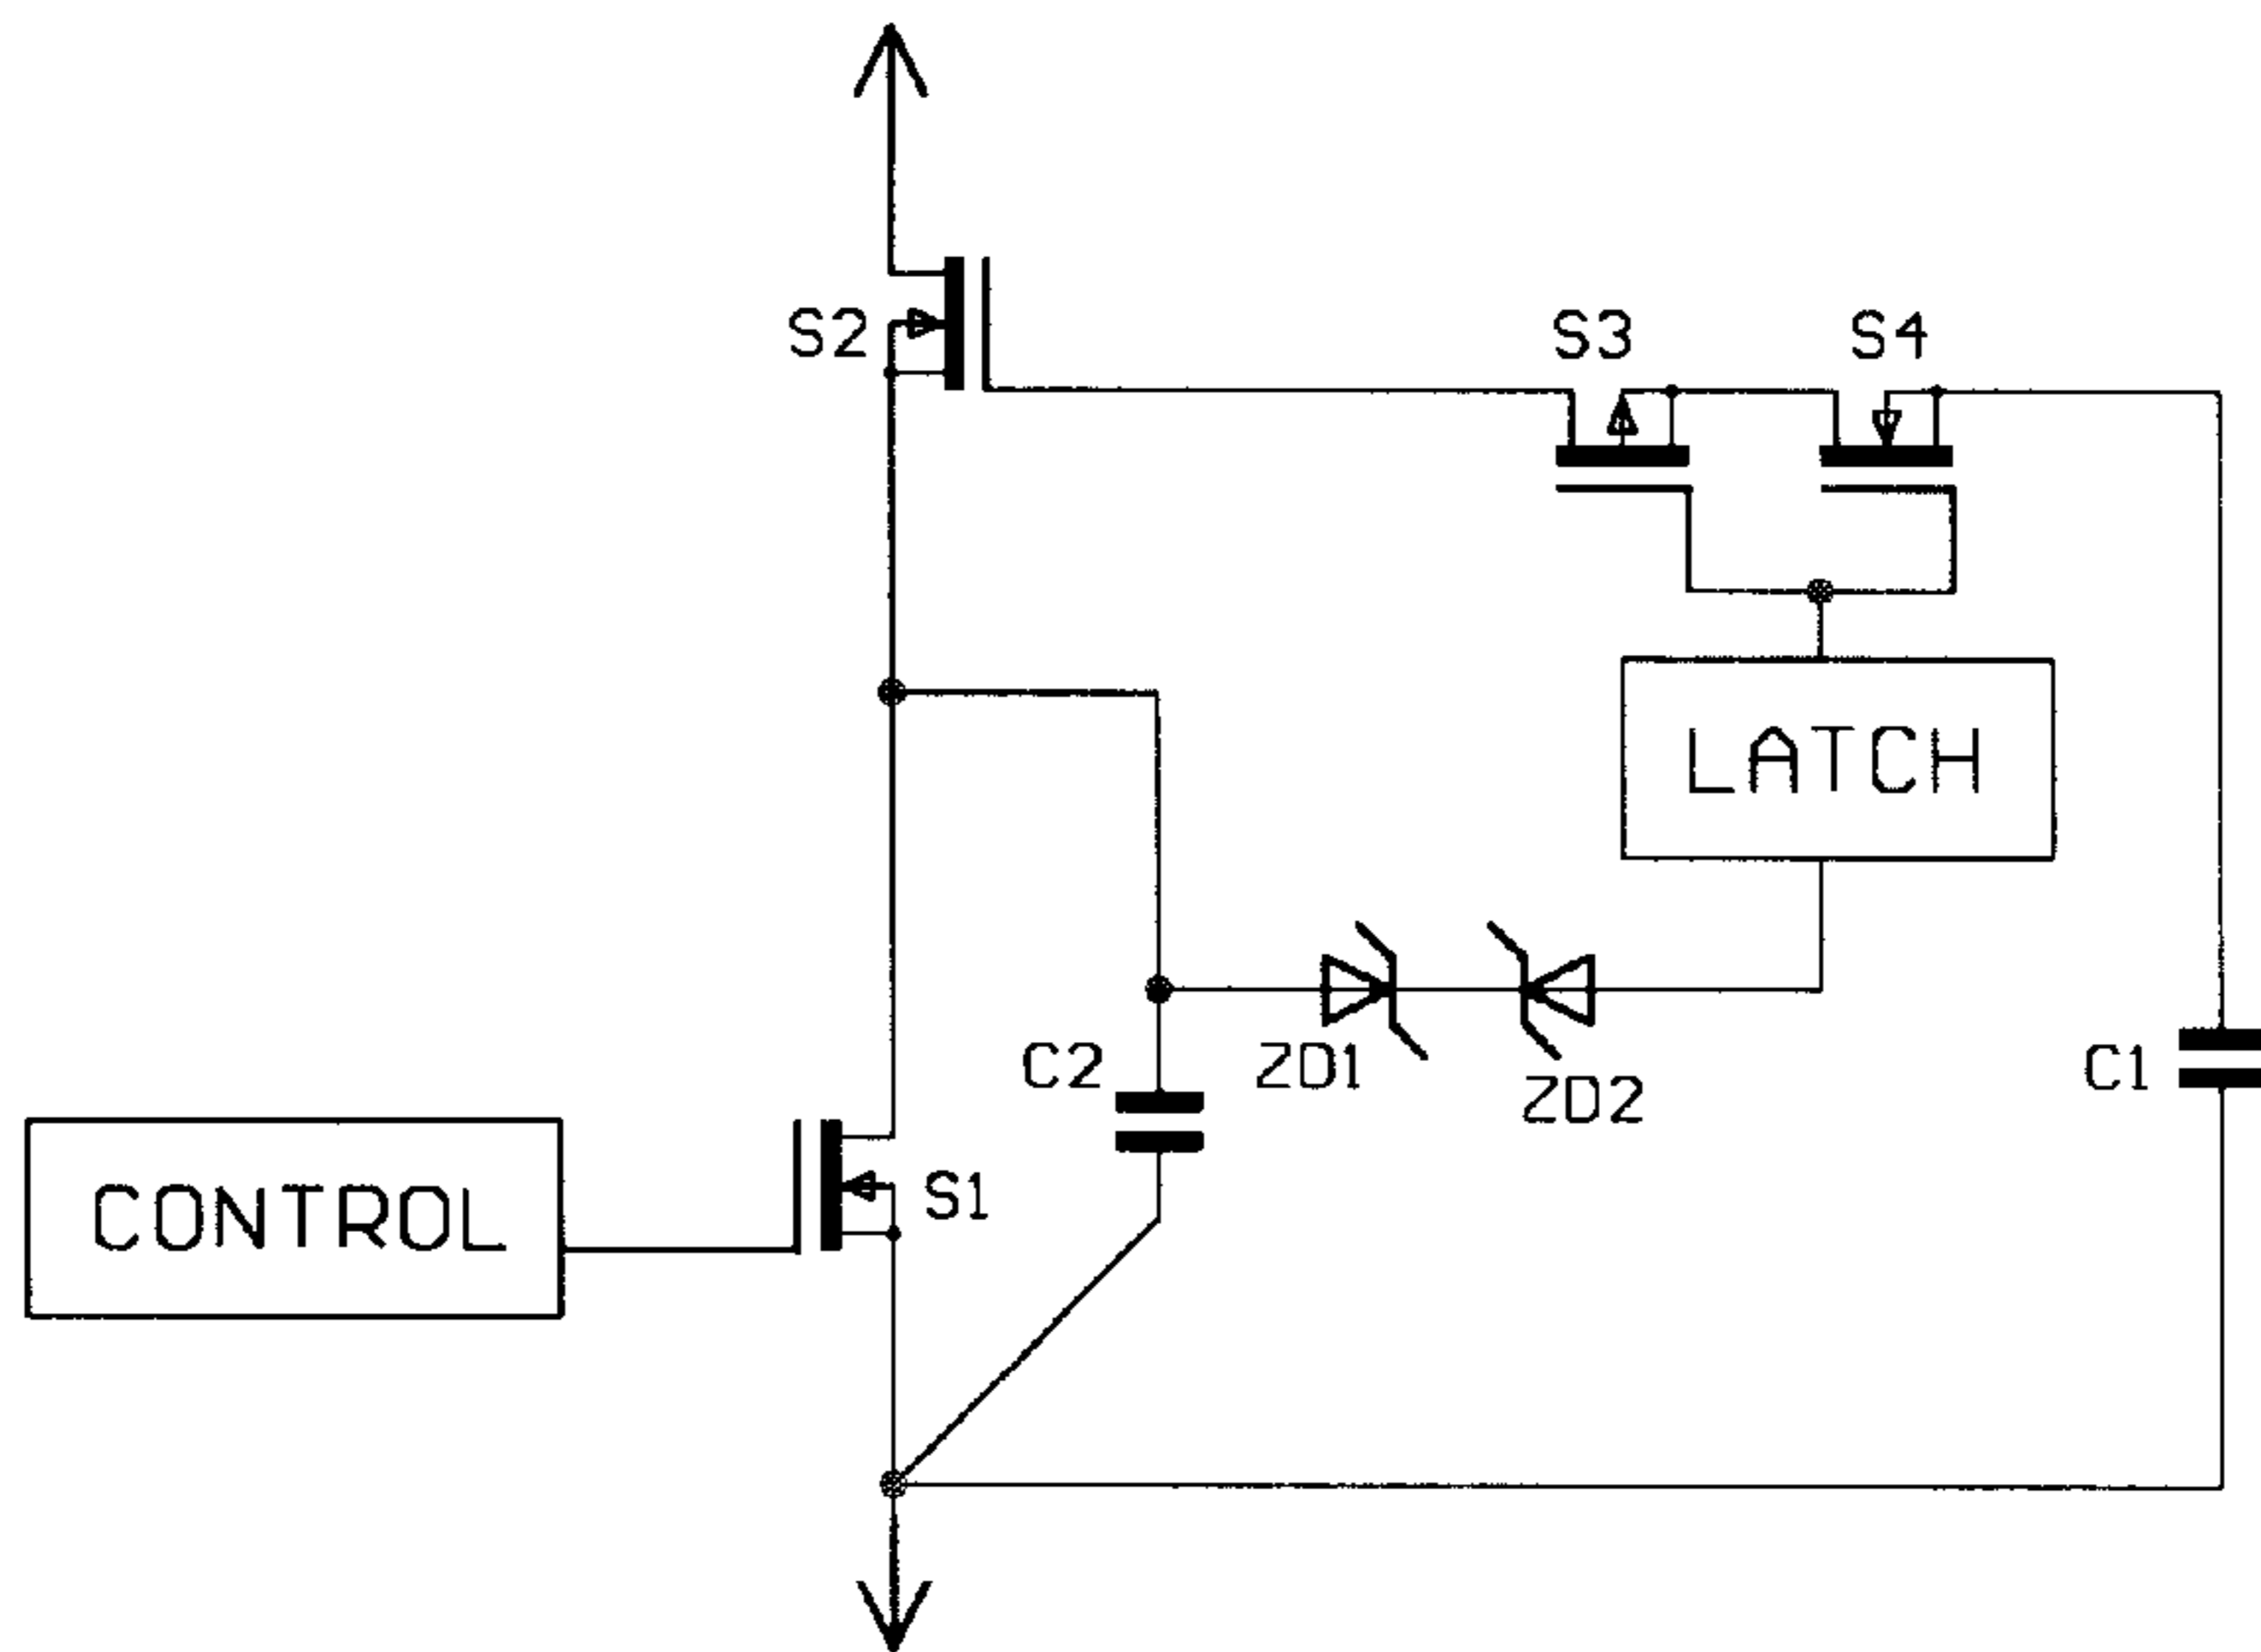 S2
S3
S4
LATCH
C2
ZD1
ZD2
C1
CONTROL
S1